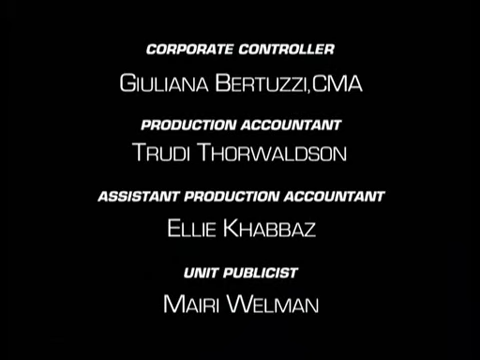 CORPORATE CONTROLLER
GIULIANA BERTUZZI,CMA
PRODUCTION ACCOUNTANT
TRUDI THORWALDSON
ASSISTANT PRODUCTION ACCOUNTANT
ELLIE KHABBAZ
UNIT PUBLICIST
MAIRI WELMAN